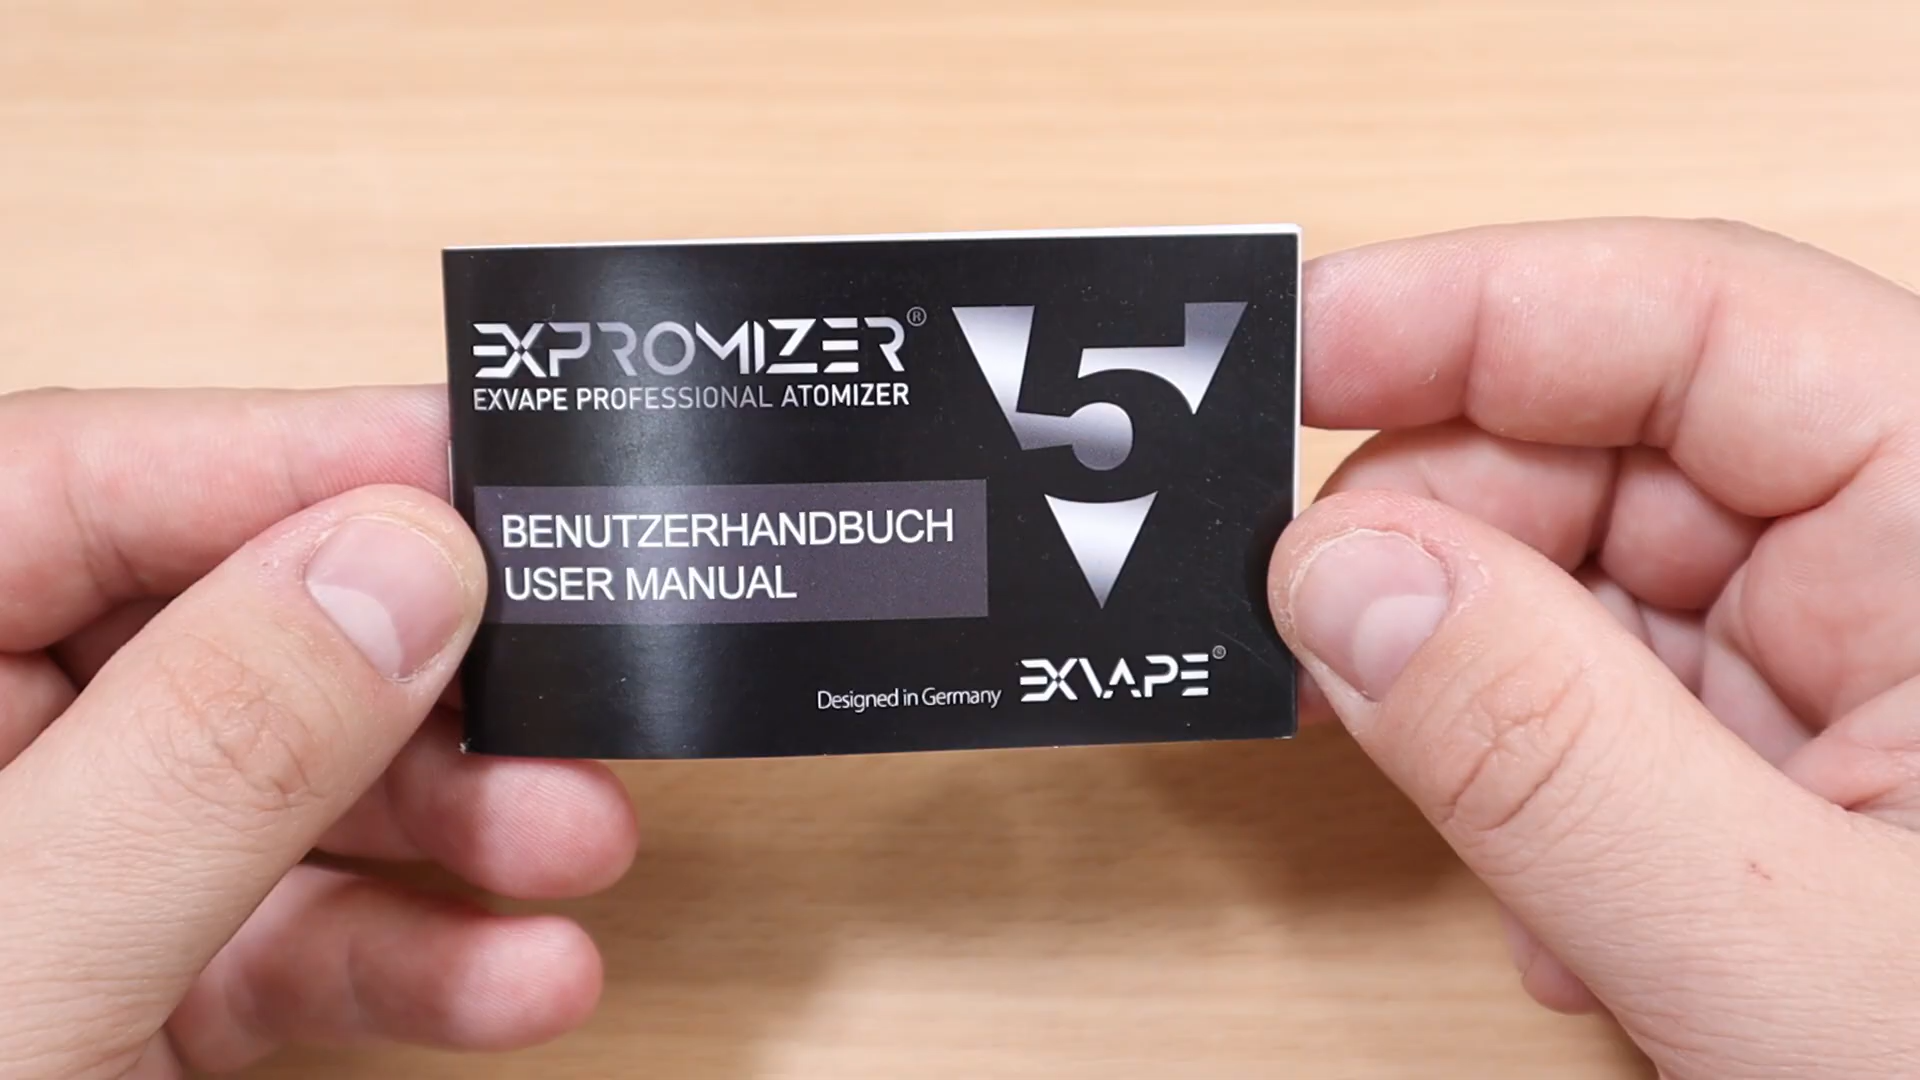 EXPROMIZER®
EXVAPE PROFESSIONAL ATOMIZER
V5
BENUTZERHANDBUCH
USER MANUAL
Designed in Germany EXVAPE®